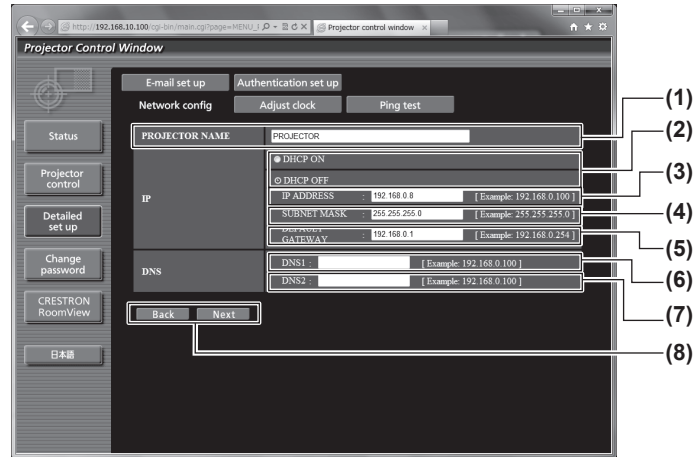 http://192.168.10.100/cgi-bin/main.cgi?page=MENU_
Projector control window
Projector Control Window
E-mail set up
Authentication set up
Network config
Adjust clock
Ping test
Status
Projector control
Detailed set up
Change password
CRESTRON RoomView
日本語
PROJECTOR NAME
PROJECTOR
IP
DHCP ON
DHCP OFF
IP ADDRESS : 192.168.0.8 [ Example: 192.168.0.100 ]
SUBNET MASK : 255.255.255.0 [ Example: 255.255.255.0 ]
DEFAULT GATEWAY : 192.168.0.1 [ Example: 192.168.0.254 ]
DNS
DNS1 : [ Example: 192.168.0.100 ]
DNS2 : [ Example: 192.168.0.100 ]
Back
Next
(1)
(2)
(3)
(4)
(5)
(6)
(7)
(8)